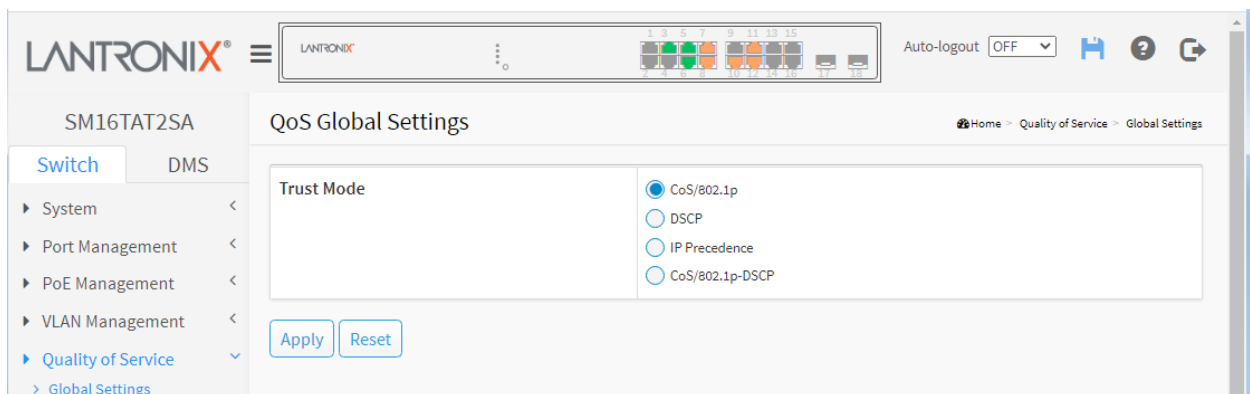 LANTRONIX®
LANTRONIX
1 3 5 7 9 11 13 15
2 4 6 8 10 12 14 16 17 18
Auto-logout OFF
SM16TAT2SA
QoS Global Settings
Home > Quality of Service > Global Settings
Switch DMS
Trust Mode
CoS/802.1p
DSCP
IP Precedence
CoS/802.1p-DSCP
System
Port Management
PoE Management
VLAN Management
Quality of Service
> Global Settings
Apply Reset